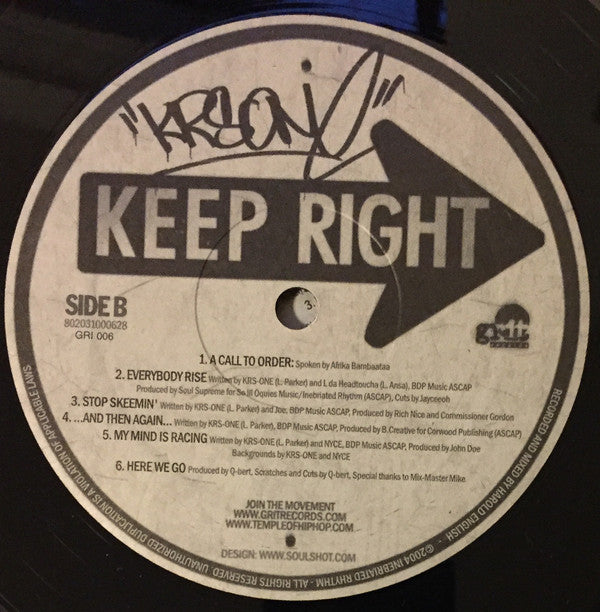 "KRS ONE"
KEEP RIGHT
SIDE B
802031000628
GRI 006
grit
RECORDS
3.
1. A CALL TO ORDER: Spoken by Afrika Bambaataa
2. EVERYBODY RISE Written by KRS-ONE (L. Parker) and L da Headtoucha (L. Ansa), BDP Music ASCAP
Produced by Soul Supreme for So Ill Oquies Music/Inebriated Rhythm (ASCAP), Cuts by Jayceeoh
3. STOP SKEEMIN' Written by KRS-ONE (L. Parker) and Joe, BDP Music ASCAP, Produced by Rich Nice and Commissioner Gordon
4. ...AND THEN AGAIN... Written by KRS-ONE (L. Parker), BDP Music ASCAP, Produced by B.Creative for Corwood Publishing (ASCAP)
5. MY MIND IS RACING Written by KRS-ONE (L. Parker) and NYCE, BDP Music ASCAP, Produced by John Doe
Backgrounds by KRS-ONE and NYCE
6. HERE WE GO Produced by Q-bert, Scratches and Cuts by Q-bert, Special thanks to Mix-Master Mike
JOIN THE MOVEMENT
WWW.GRITRECORDS.COM
WWW.TEMPLEOFHIPHOP.COM
DESIGN: WWW.SOULSHOT.COM
RECORDED AND MIXED BY HAROLD ENGLISH - ©2004 INEBRIATED RHYTHM - ALL RIGHTS RESERVED UNAUTHORIZED DUPLICATION IS A VIOLATION OF APPLICABLE LAWS